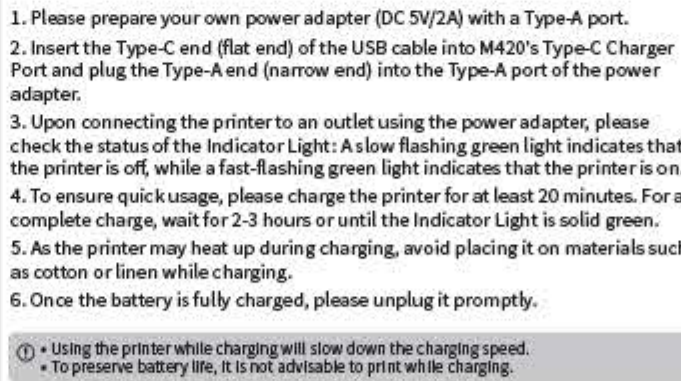 1. Please prepare your own power adapter (DC 5V/2A) with a Type-A port.
2. Insert the Type-C end (flat end) of the USB cable into M420's Type-C Charger
Port and plug the Type-A end (narrow end) into the Type-A port of the power
adapter.
3. Upon connecting the printer to an outlet using the power adapter, please
check the status of the Indicator Light: A slow flashing green light indicates that
the printer is off, while a fast-flashing green light indicates that the printer is on.
4. To ensure quick usage, please charge the printer for at least 20 minutes. For a
complete charge, wait for 2-3 hours or until the Indicator Light is solid green.
5. As the printer may heat up during charging, avoid placing it on materials such
as cotton or linen while charging.
6. Once the battery is fully charged, please unplug it promptly.
• Using the printer while charging will slow down the charging speed.
• To preserve battery life, it is not advisable to print while charging.